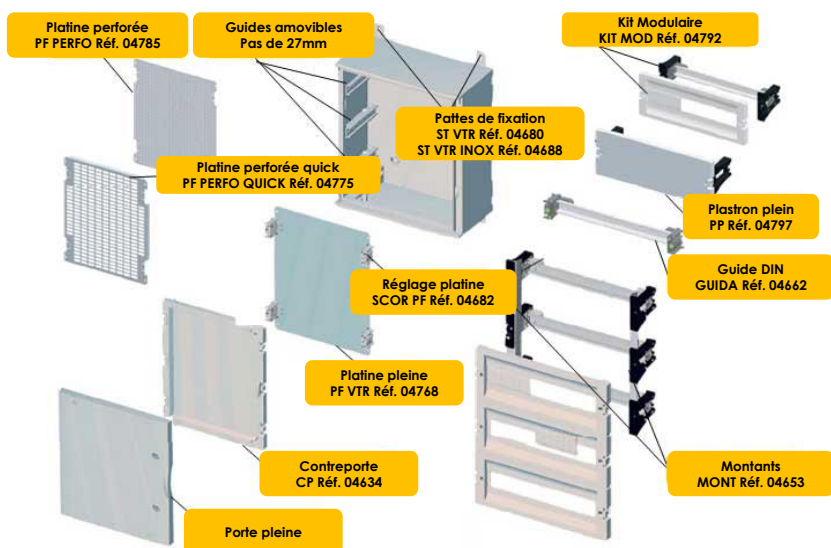 Platine perforée
PF PERFO Réf. 04785
Guides amovibles
Pas de 27mm
Kit Modulaire
KIT MOD Réf. 04792
Pattes de fixation
ST VTR Réf. 04680
ST VTR INOX Réf. 04688
Platine perforée quick
PF PERFO QUICK Réf. 04775
Plastron plein
PP Réf. 04797
Guide DIN
GUIDA Réf. 04662
Réglage platine
SCOR PF Réf. 04682
Platine pleine
PF VTR Réf. 04768
Contreporte
CP Réf. 04634
Montants
MONT Réf. 04653
Porte pleine